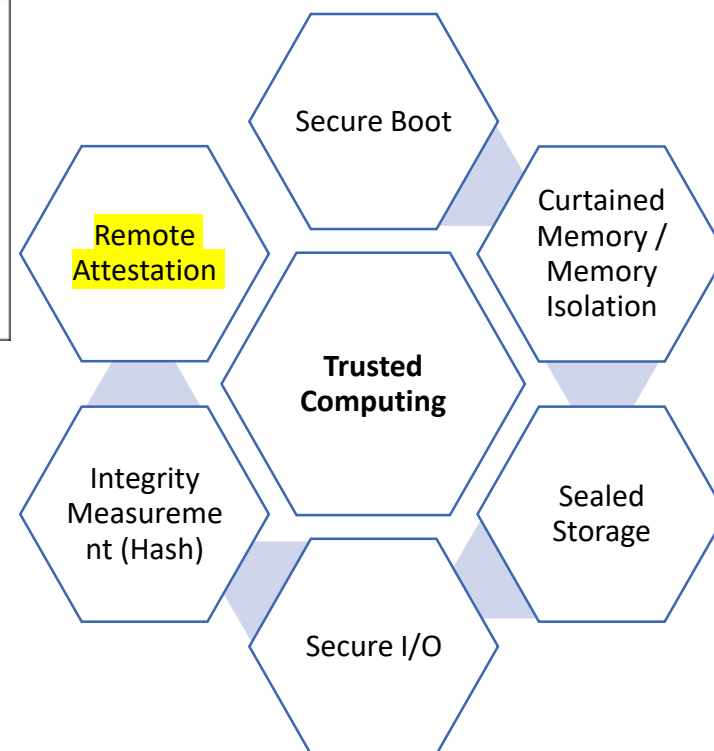 Secure Boot
Curtained
Memory /
Memory
Isolation
Remote
Attestation
Trusted
Computing
Integrity
Measureme
nt (Hash)
Sealed
Storage
Secure I/O